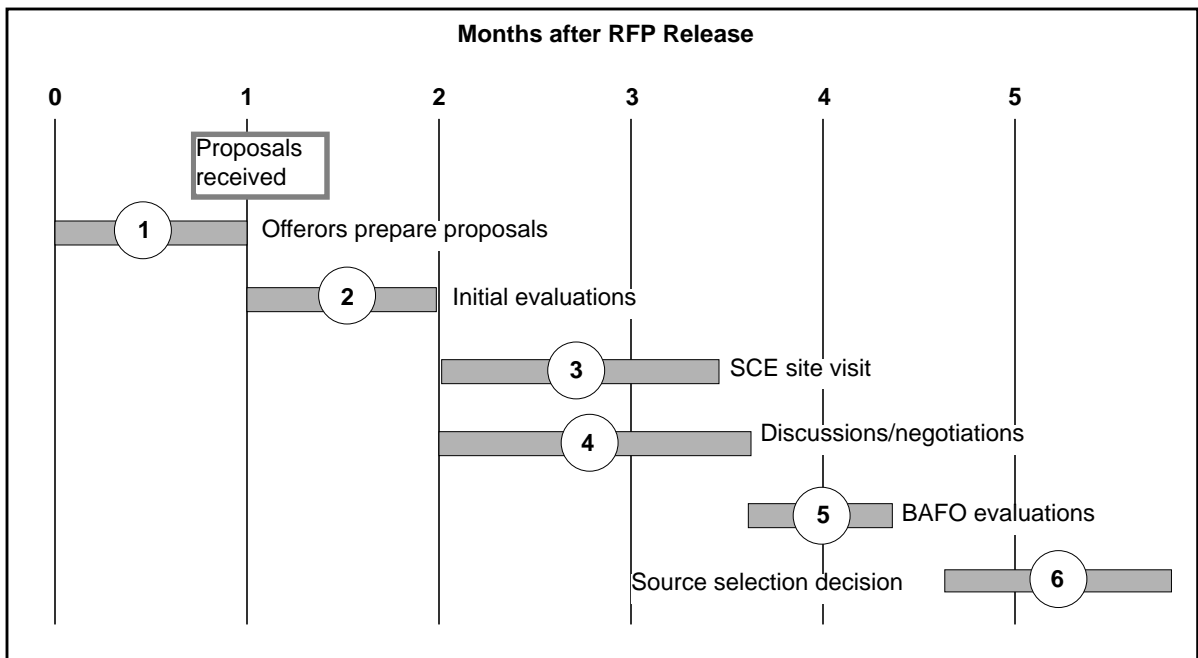 Months after RFP Release
0 1 2 3 4 5
Proposals
received
1 Offerors prepare proposals
2 Initial evaluations
3 SCE site visit
4 Discussions/negotiations
5 BAFO evaluations
Source selection decision 6